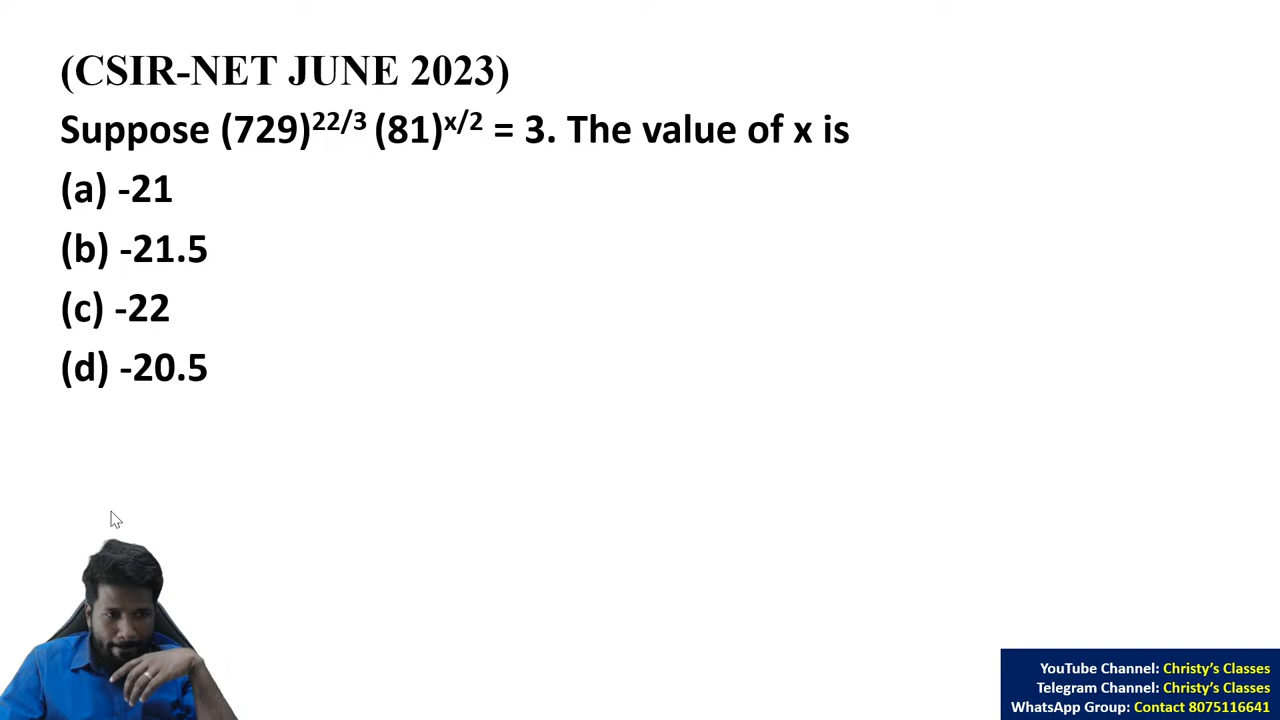 (CSIR-NET JUNE 2023)
Suppose (729)^22/3 (81)^x/2 = 3. The value of x is
(a) -21
(b) -21.5
(c) -22
(d) -20.5
YouTube Channel: Christy's Classes
Telegram Channel: Christy's Classes
WhatsApp Group: Contact 8075116641